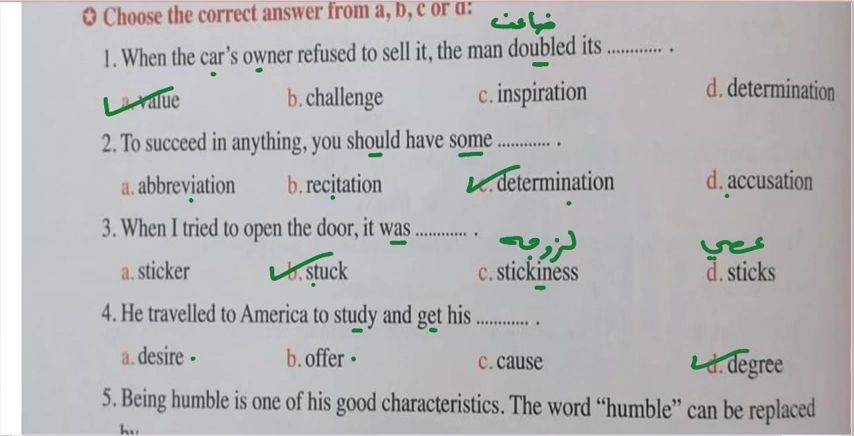 ✪ Choose the correct answer from a, b, c or d:
ضاعف
1. When the car's owner refused to sell it, the man doubled its ............ .
a. value b. challenge c. inspiration d. determination
2. To succeed in anything, you should have some ............ .
a. abbreviation b. recitation c. determination d. accusation
3. When I tried to open the door, it was ............ .
لزوجه عصي
a. sticker b. stuck c. stickiness d. sticks
4. He travelled to America to study and get his ............ .
a. desire b. offer c. cause d. degree
5. Being humble is one of his good characteristics. The word “humble” can be replaced
by